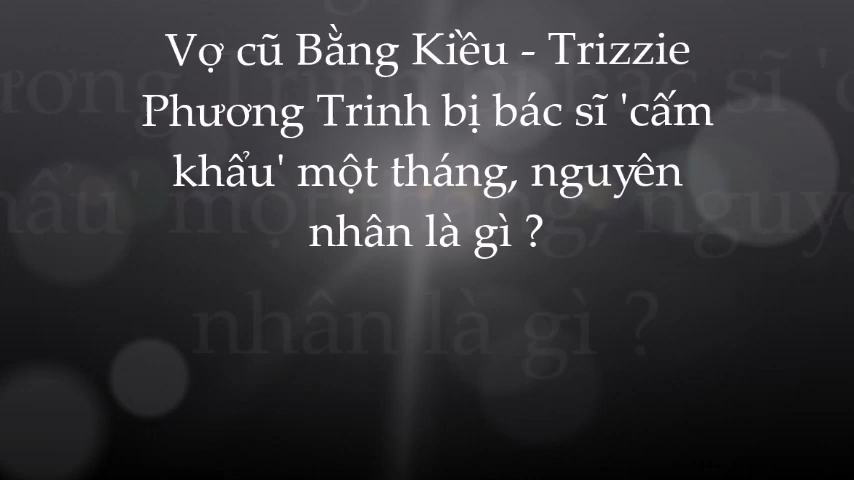 Vợ cũ Bằng Kiều - Trizzie
Phương Trinh bị bác sĩ 'cấm
khẩu' một tháng, nguyên
nhân là gì ?